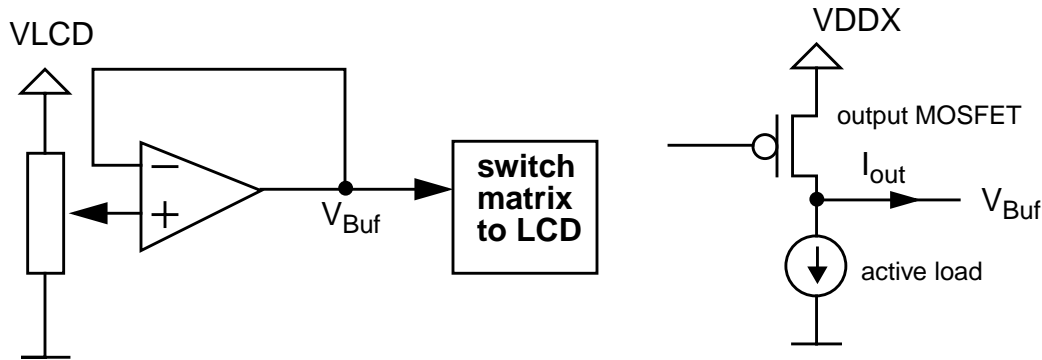 VLCD
−
+
V_Buf
switch
matrix
to LCD
VDDX
output MOSFET
I_out
V_Buf
active load